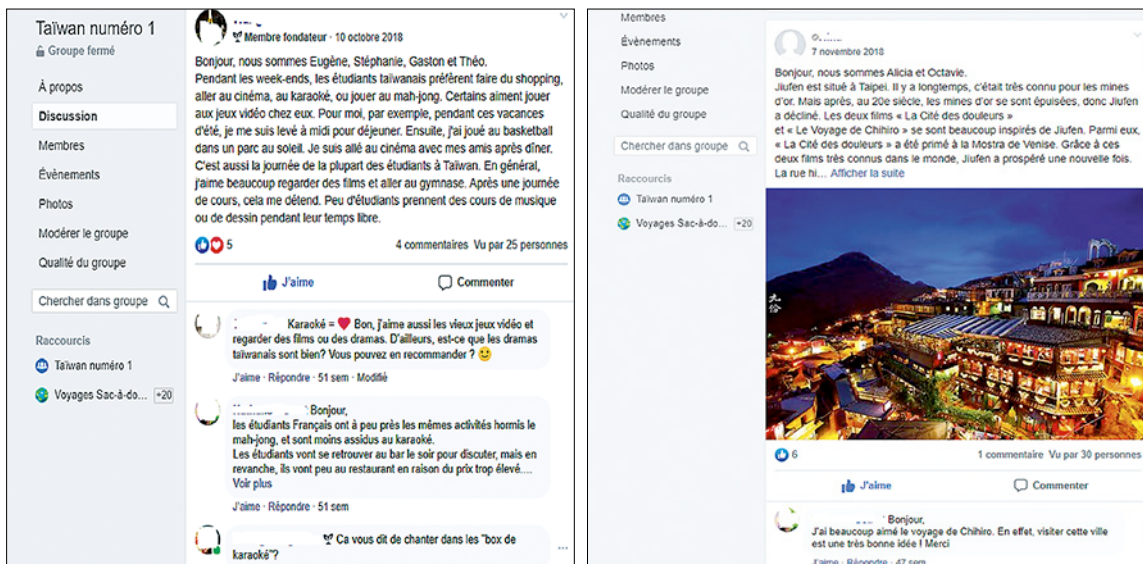 Taïwan numéro 1
Groupe fermé
À propos
Discussion
Membres
Évènements
Photos
Modérer le groupe
Qualité du groupe
Chercher dans groupe
Raccourcis
Taïwan numéro 1
Voyages Sac-à-do... +20
Membre fondateur · 10 octobre 2018
Bonjour, nous sommes Eugène, Stéphanie, Gaston et Théo.
Pendant les week-ends, les étudiants taïwanais préfèrent faire du shopping,
aller au cinéma, au karaoké, ou jouer au mah-jong. Certains aiment jouer
aux jeux vidéo chez eux. Pour moi, par exemple, pendant ces vacances
d'été, je me suis levé à midi pour déjeuner. Ensuite, j'ai joué au basketball
dans un parc au soleil. Je suis allé au cinéma avec mes amis après dîner.
C'est aussi la journée de la plupart des étudiants à Taïwan. En général,
j'aime beaucoup regarder des films et aller au gymnase. Après une journée
de cours, cela me détend. Peu d'étudiants prennent des cours de musique
ou de dessin pendant leur temps libre.
5
4 commentaires Vu par 25 personnes
J'aime
Commenter
Karaoké = ❤ Bon, j'aime aussi les vieux jeux vidéo et
regarder des films ou des dramas. D'ailleurs, est-ce que les dramas
taïwanais sont bien? Vous pouvez en recommander ? 😉
J'aime · Répondre · 51 sem · Modifié
Bonjour,
les étudiants Français ont à peu près les mêmes activités hormis le
mah-jong, et sont moins assidus au karaoké.
Les étudiants vont se retrouver au bar le soir pour discuter, mais en
revanche, ils vont peu au restaurant en raison du prix trop élevé....
Voir plus
J'aime · Répondre · 51 sem
Ca vous dit de chanter dans les "box de
karaoké"?
Membres
Évènements
Photos
Modérer le groupe
Qualité du groupe
Chercher dans groupe
Raccourcis
Taïwan numéro 1
Voyages Sac-à-do... +20
7 novembre 2018
Bonjour, nous sommes Alicia et Octavie.
Jiufen est situé à Taipei. Il y a longtemps, c'était très connu pour les mines
d'or. Mais après, au 20e siècle, les mines d'or se sont épuisées, donc Jiufen
a décliné. Les deux films « La Cité des douleurs »
et « Le Voyage de Chihiro » se sont beaucoup inspirés de Jiufen. Parmi eux,
« La Cité des douleurs » a été primé à la Mostra de Venise. Grâce à ces
deux films très connus dans le monde, Jiufen a prospéré une nouvelle fois.
La rue hi... Afficher la suite
6
1 commentaire Vu par 30 personnes
J'aime
Commenter
Bonjour,
J'ai beaucoup aimé le voyage de Chihiro. En effet, visiter cette ville
est une très bonne idée ! Merci
J'aime · Répondre · 47 sem